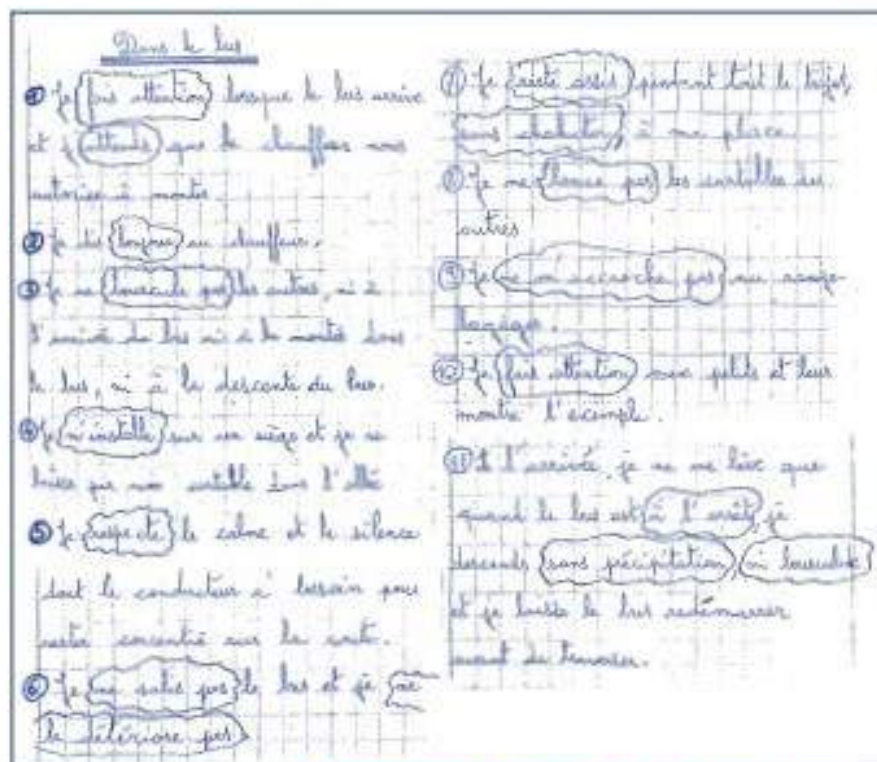 Dans le bus
① Je fais attention lorsque le bus arrive
et j'attends que le chauffeur nous
autorise à monter.
② Je dis bonjour au chauffeur.
③ Je ne bouscule pas les autres, ni à
l'arrivée du bus ni à la montée dans
le bus, ni à la descente du bus.
④ Je m'installe sur un siège et je ne
laisse pas mon cartable dans l'allée
⑤ Je respecte le calme et le silence
dont le conducteur a besoin pour
rester concentré sur la route.
⑥ Je ne salis pas le bus et je ne
le détériore pas
Je reste assis pendant tout le trajet,
sans chahuter, à ma place
Je ne lance pas les cartables des
autres
⑨ Je ne m'accroche pas au range-
bagages.
⑩ Je fais attention aux petits et leur
montre l'exemple.
⑪ A l'arrivée, je ne me lève que
quand le bus est à l'arrêt, je
descends sans précipitation, ni bousculade
et je laisse le bus redémarrer
avant de traverser.